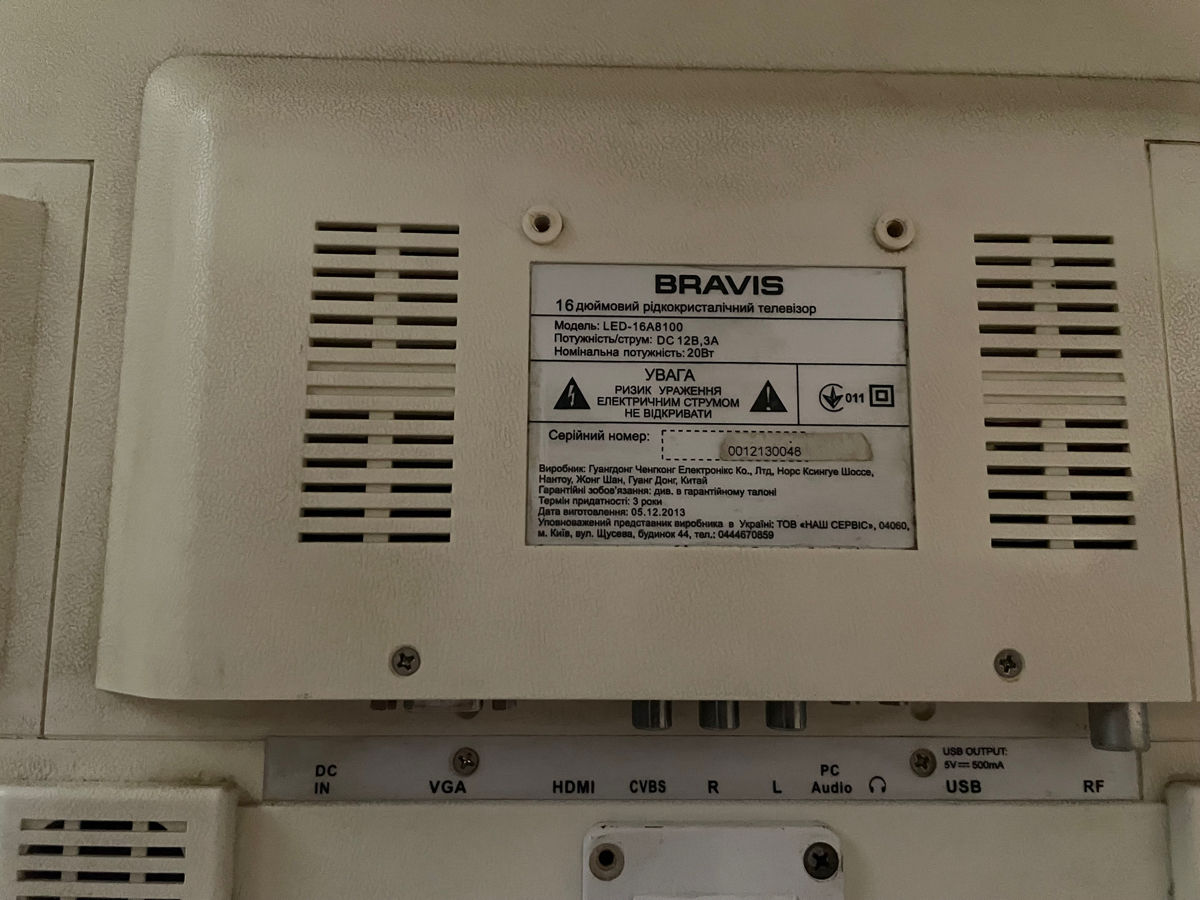 BRAVIS
16 дюймовий рідкокристалічний телевізор
Модель: LED-16A8100
Потужність/струм: DC 12В,3А
Номінальна потужність: 20Вт
УВАГА
РИЗИК УРАЖЕННЯ
ЕЛЕКТРИЧНИМ СТРУМОМ
НЕ ВІДКРИВАТИ
011
Серійний номер:
0012130048
Виробник: Гуангдонг Ченгконг Електронікс Ко., Лтд, Норс Ксингуе Шоссе,
Нантоу, Жонг Шан, Гуанг Донг, Китай
Гарантійні зобов'язання: див. в гарантійному талоні
Термін придатності: 3 роки
Дата виготовлення: 05.12.2013
Уповноважений представник виробника в Україні: ТОВ «НАШ СЕРВІС», 04060,
м. Київ, вул. Щусєва, будинок 44, тел.: 0444670859
DC IN
VGA
HDMI
CVBS
R
L
PC Audio
USB OUTPUT:
5V⎓500mA
USB
RF